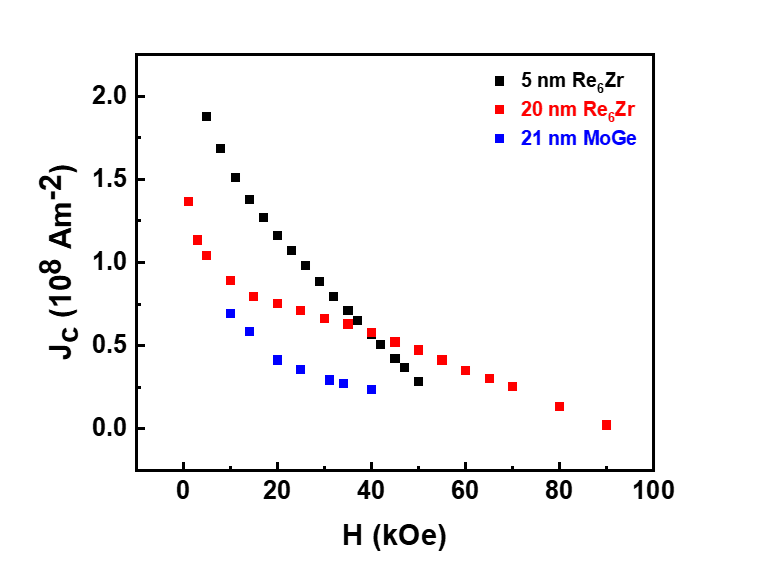 5 nm Re₆Zr
20 nm Re₆Zr
21 nm MoGe
2.0
1.5
1.0
0.5
0.0
J_C (10⁸ Am⁻²)
0 20 40 60 80 100
H (kOe)